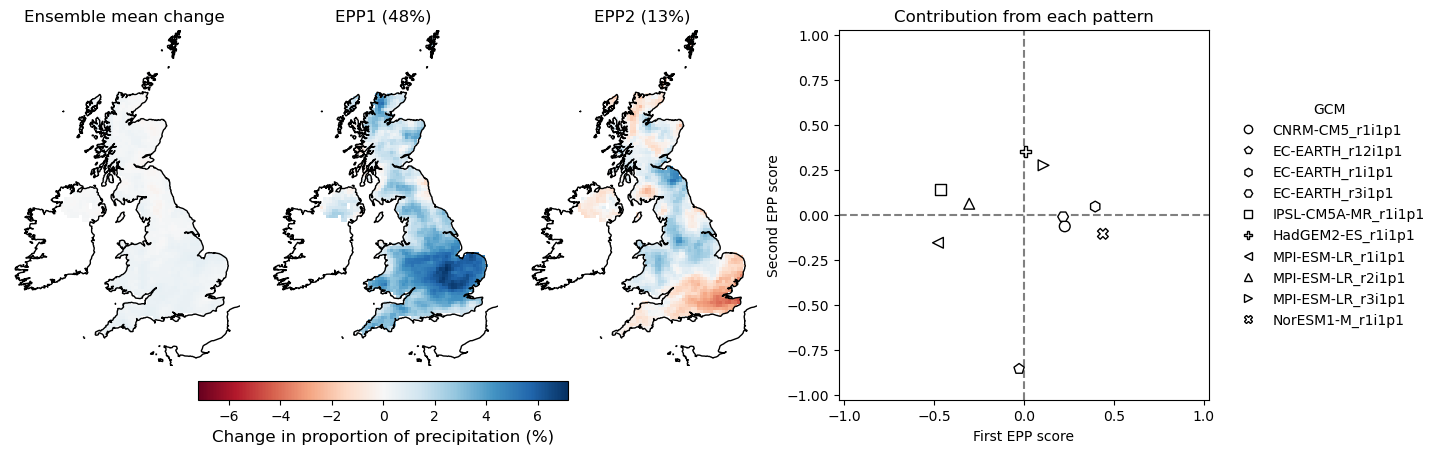 Ensemble mean change
EPP1 (48%)
EPP2 (13%)
−6 −4 −2 0 2 4 6
Change in proportion of precipitation (%)
Contribution from each pattern
Second EPP score
1.00
0.75
0.50
0.25
0.00
−0.25
−0.50
−0.75
−1.00
−1.0 −0.5 0.0 0.5 1.0
First EPP score
GCM
CNRM-CM5_r1i1p1
EC-EARTH_r12i1p1
EC-EARTH_r1i1p1
EC-EARTH_r3i1p1
IPSL-CM5A-MR_r1i1p1
HadGEM2-ES_r1i1p1
MPI-ESM-LR_r1i1p1
MPI-ESM-LR_r2i1p1
MPI-ESM-LR_r3i1p1
NorESM1-M_r1i1p1